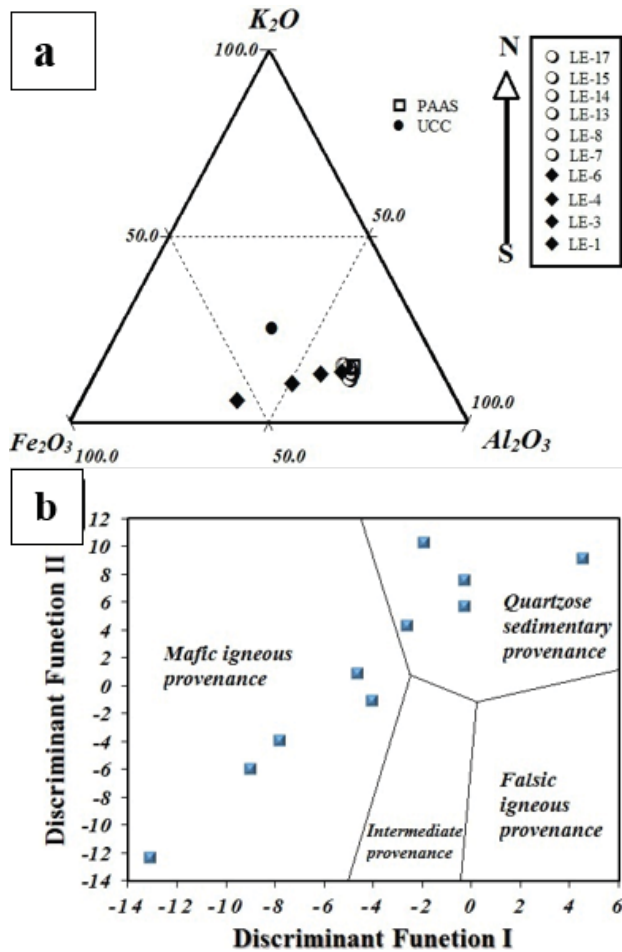 a
K₂O
100.0
PAAS
UCC
N
S
LE-17
LE-15
LE-14
LE-13
LE-8
LE-7
LE-6
LE-4
LE-3
LE-1
50.0
50.0
Fe₂O₃
100.0
50.0
100.0
Al₂O₃
b
Discriminant Function II
12
10
8
6
4
2
0
-2
-4
-6
-8
-10
-12
-14
Mafic igneous
provenance
Quartzose
sedimentary
provenance
Intermediate
provenance
Falsic
igneous
provenance
-14 -12 -10 -8 -6 -4 -2 0 2 4 6
Discriminant Function I